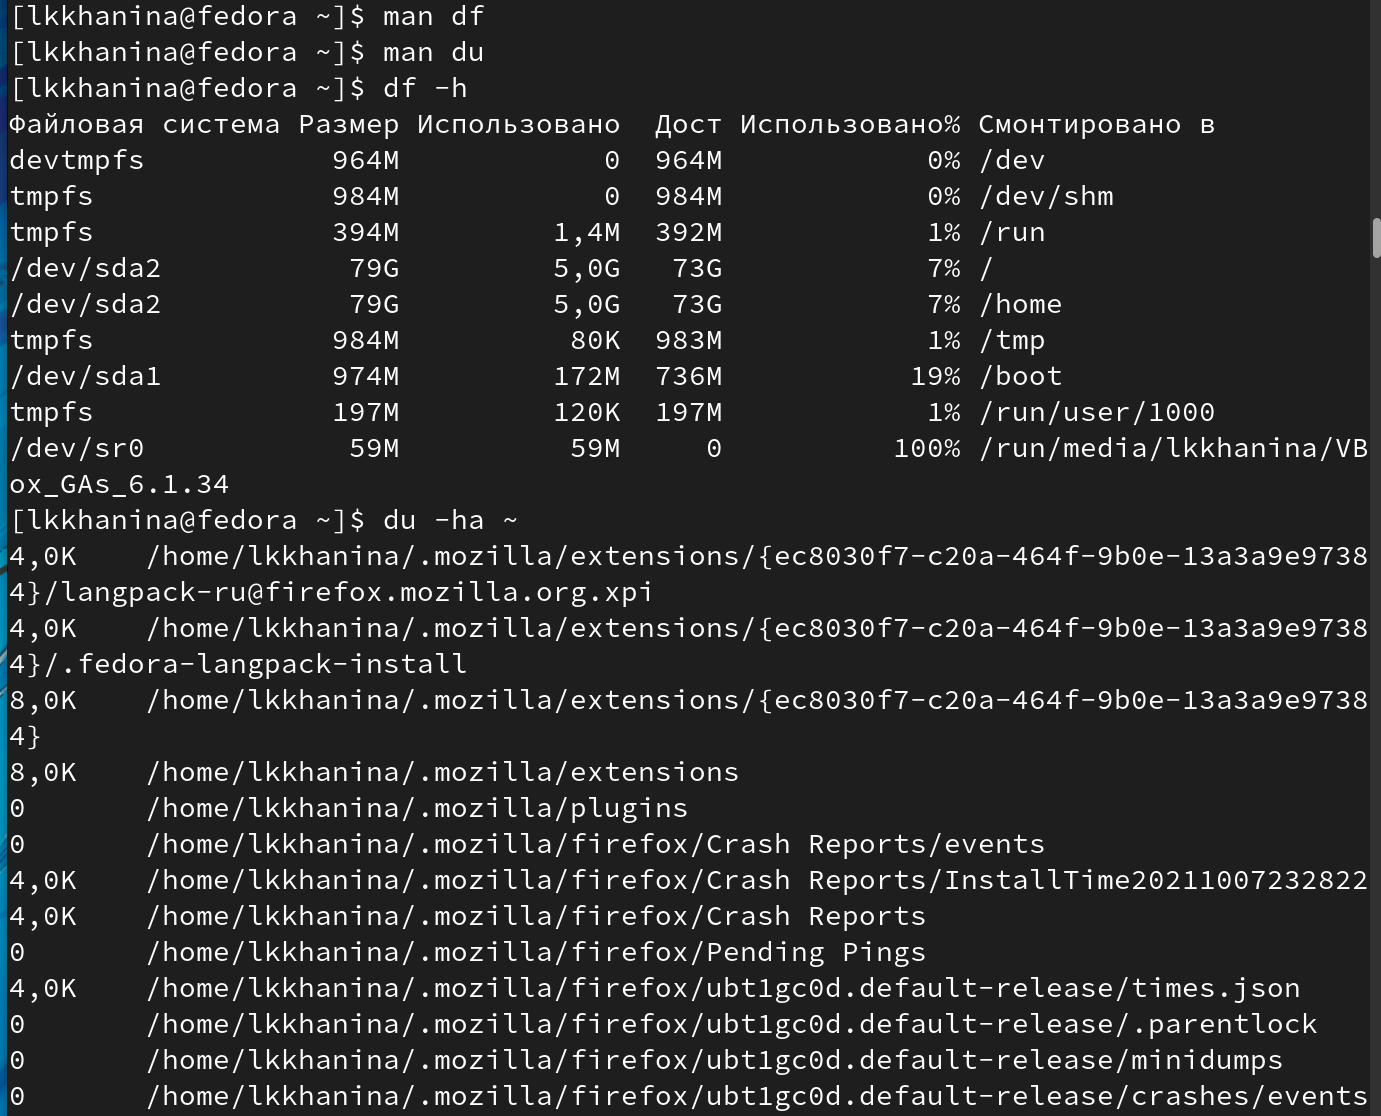 [lkkhanina@fedora ~]$ man df
[lkkhanina@fedora ~]$ man du
[lkkhanina@fedora ~]$ df -h
Файловая система Размер Использовано  Дост Использовано% Смонтировано в
devtmpfs           964M            0  964M            0% /dev
tmpfs              984M            0  984M            0% /dev/shm
tmpfs              394M         1,4M  392M            1% /run
/dev/sda2           79G         5,0G   73G            7% /
/dev/sda2           79G         5,0G   73G            7% /home
tmpfs              984M          80K  983M            1% /tmp
/dev/sda1          974M         172M  736M           19% /boot
tmpfs              197M         120K  197M            1% /run/user/1000
/dev/sr0            59M          59M     0          100% /run/media/lkkhanina/VB
ox_GAs_6.1.34
[lkkhanina@fedora ~]$ du -ha ~
4,0K    /home/lkkhanina/.mozilla/extensions/{ec8030f7-c20a-464f-9b0e-13a3a9e9738
4}/langpack-ru@firefox.mozilla.org.xpi
4,0K    /home/lkkhanina/.mozilla/extensions/{ec8030f7-c20a-464f-9b0e-13a3a9e9738
4}/.fedora-langpack-install
8,0K    /home/lkkhanina/.mozilla/extensions/{ec8030f7-c20a-464f-9b0e-13a3a9e9738
4}
8,0K    /home/lkkhanina/.mozilla/extensions
0       /home/lkkhanina/.mozilla/plugins
0       /home/lkkhanina/.mozilla/firefox/Crash Reports/events
4,0K    /home/lkkhanina/.mozilla/firefox/Crash Reports/InstallTime20211007232822
4,0K    /home/lkkhanina/.mozilla/firefox/Crash Reports
0       /home/lkkhanina/.mozilla/firefox/Pending Pings
4,0K    /home/lkkhanina/.mozilla/firefox/ubt1gc0d.default-release/times.json
0       /home/lkkhanina/.mozilla/firefox/ubt1gc0d.default-release/.parentlock
0       /home/lkkhanina/.mozilla/firefox/ubt1gc0d.default-release/minidumps
0       /home/lkkhanina/.mozilla/firefox/ubt1gc0d.default-release/crashes/events